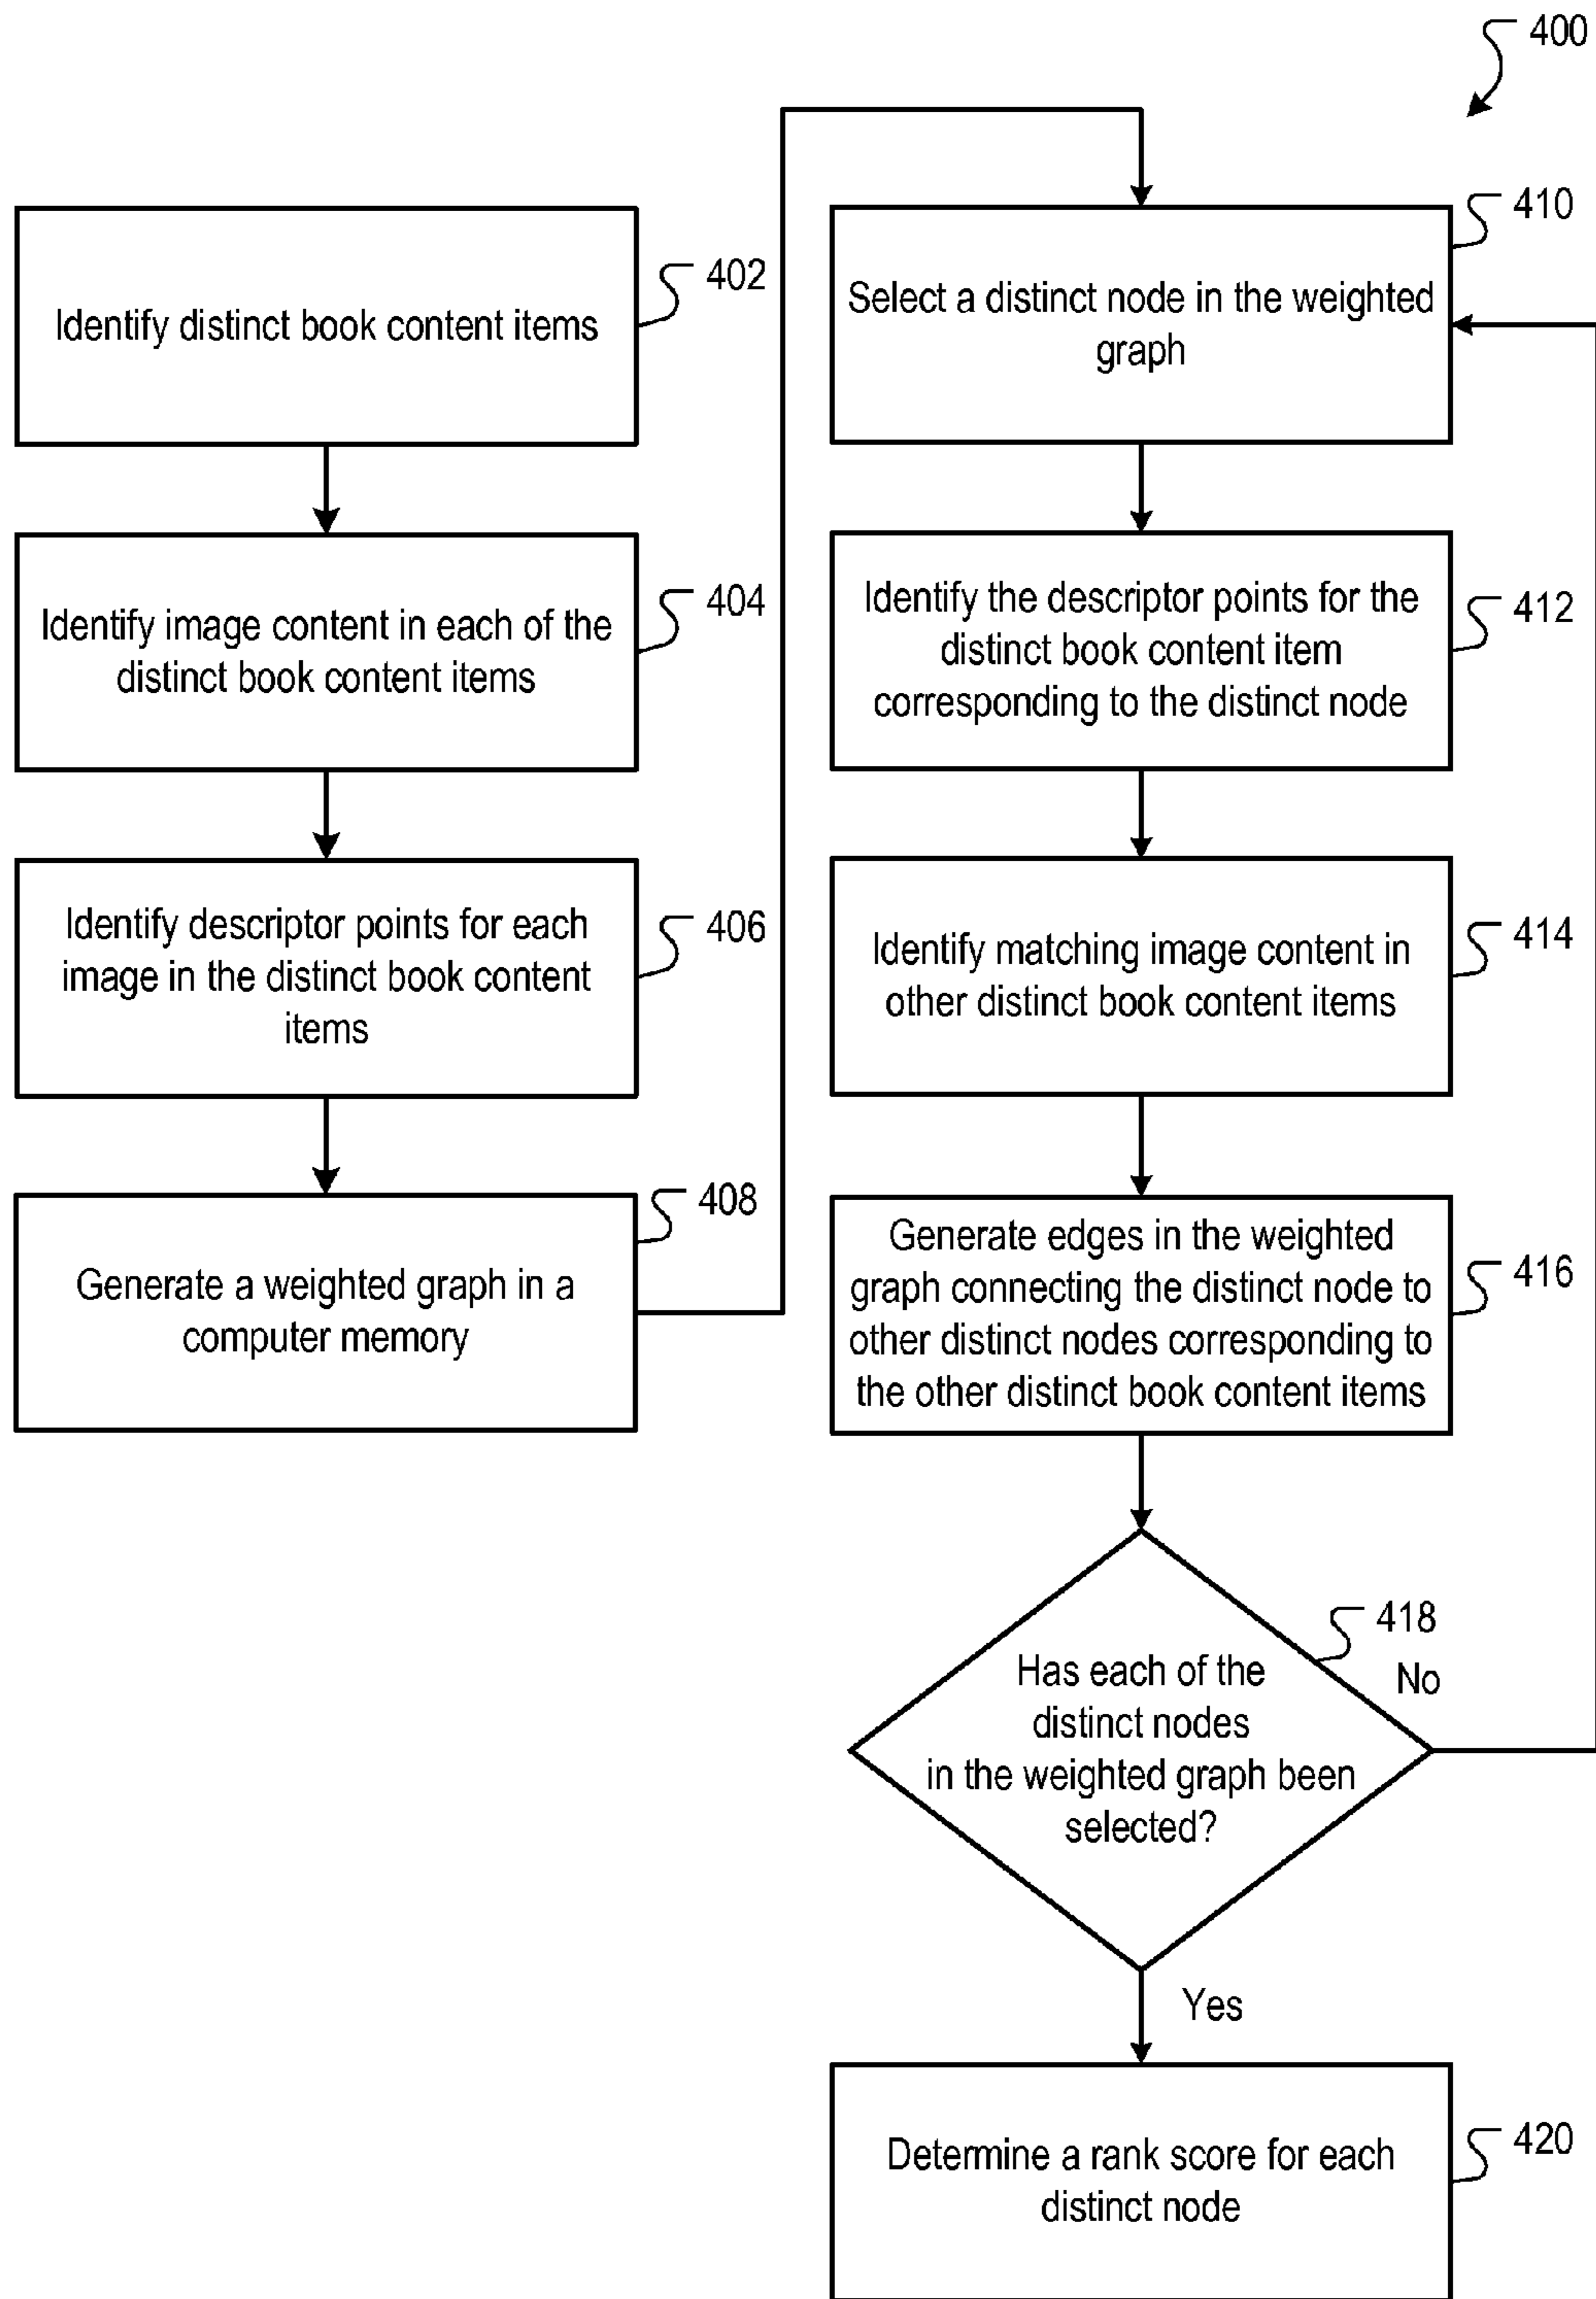 400
Identify distinct book content items
402
Identify image content in each of the
distinct book content items
404
Identify descriptor points for each
image in the distinct book content
items
406
Generate a weighted graph in a
computer memory
408
Select a distinct node in the weighted
graph
410
Identify the descriptor points for the
distinct book content item
corresponding to the distinct node
412
Identify matching image content in
other distinct book content items
414
Generate edges in the weighted
graph connecting the distinct node to
other distinct nodes corresponding to
the other distinct book content items
416
Has each of the
distinct nodes
in the weighted graph been
selected?
418
No
Yes
Determine a rank score for each
distinct node
420